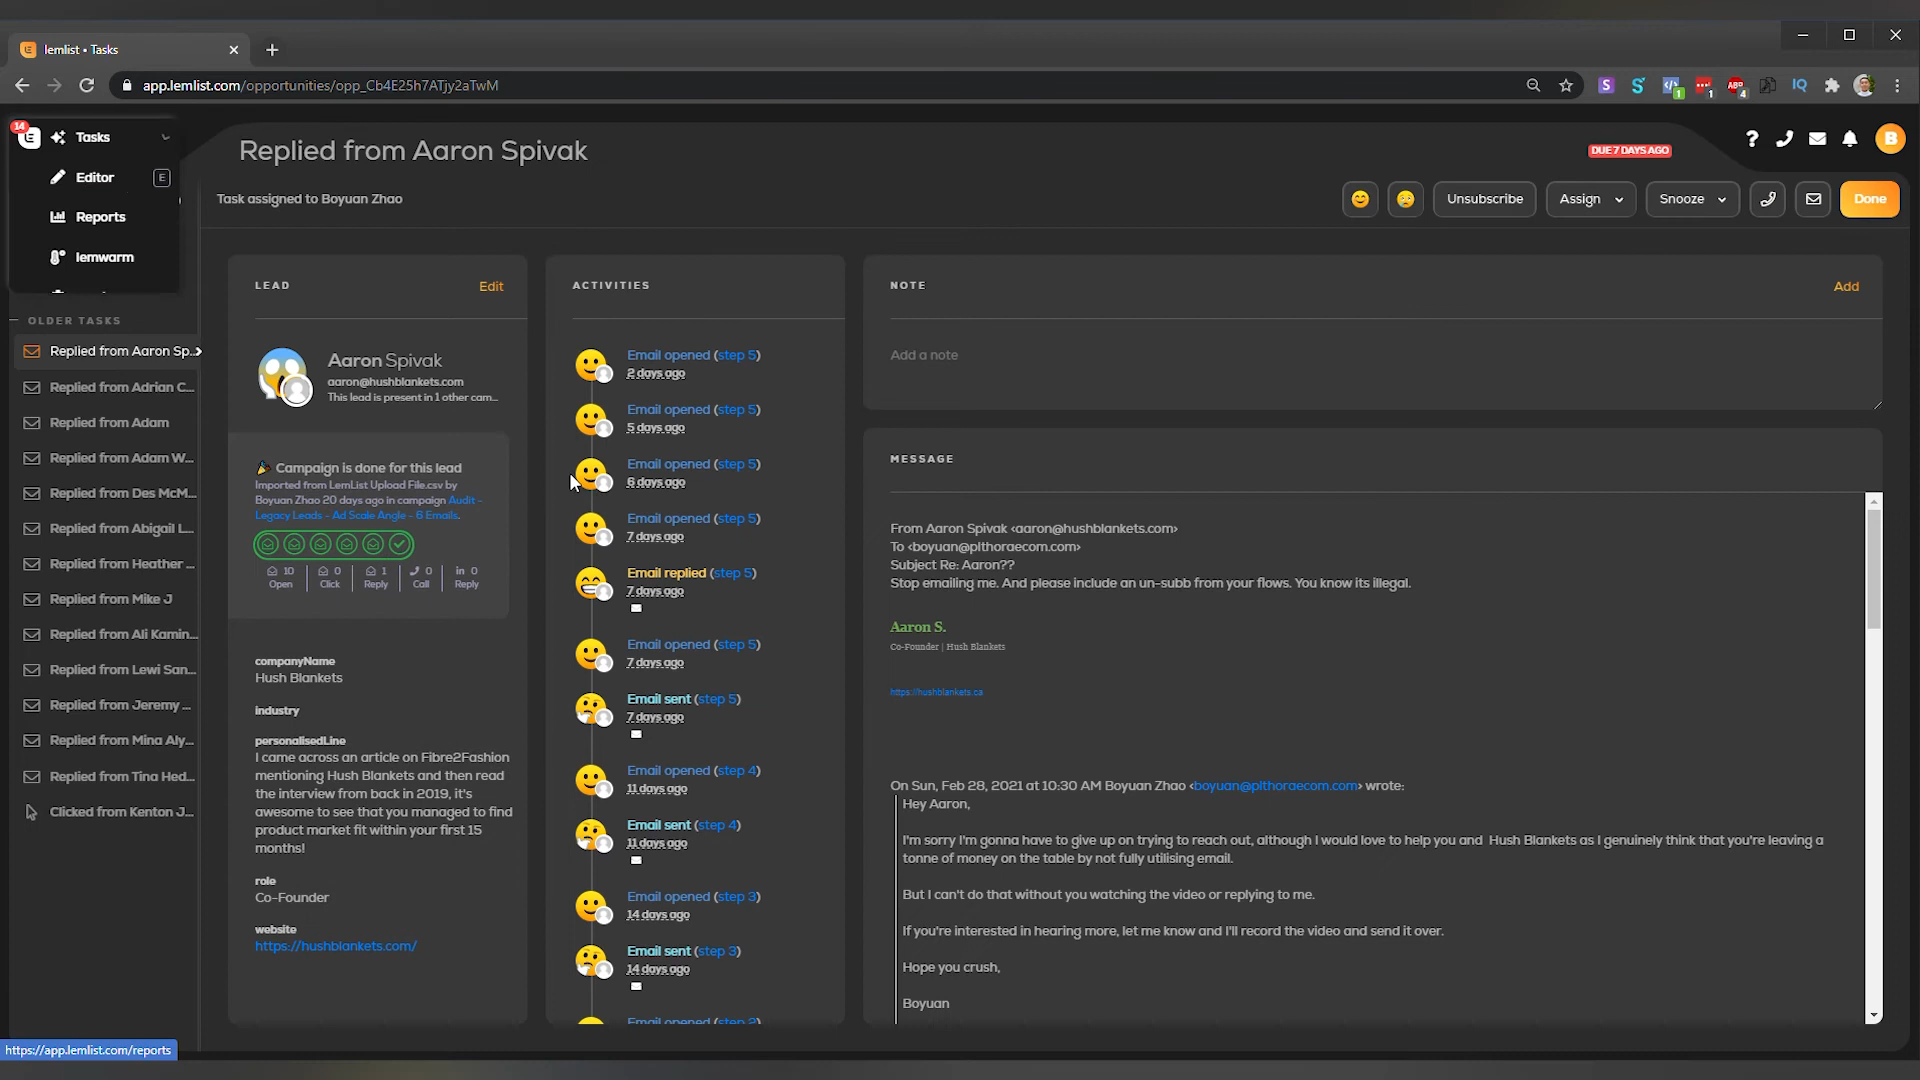 lemlist • Tasks
app.lemlist.com/opportunities/opp_Cb4E25h7ATjy2aTwM
14
Tasks
Editor
E
Reports
lemwarm
OLDER TASKS
Replied from Aaron Sp...
Replied from Adrian C...
Replied from Adam
Replied from Adam W...
Replied from Des McM...
Replied from Abigail L...
Replied from Heather ...
Replied from Mike J
Replied from Ali Kamin...
Replied from Lewi San...
Replied from Jeremy ...
Replied from Mina Aly...
Replied from Tina Hed...
Clicked from Kenton J...
https://app.lemlist.com/reports
Replied from Aaron Spivak
DUE 7 DAYS AGO
B
Task assigned to Boyuan Zhao
Unsubscribe
Assign
Snooze
Done
LEAD
Edit
Aaron Spivak
aaron@hushblankets.com
This lead is present in 1 other cam...
Campaign is done for this lead
Imported from LemList Upload File.csv by
Boyuan Zhao 20 days ago in campaign Audit -
Legacy Leads - Ad Scale Angle - 6 Emails.
10 0 1 0 in 0
Open Click Reply Call Reply
companyName
Hush Blankets
industry
personalisedLine
I came across an article on Fibre2Fashion
mentioning Hush Blankets and then read
the interview from back in 2019, it's
awesome to see that you managed to find
product market fit within your first 15
months!
role
Co-Founder
website
https://hushblankets.com/
ACTIVITIES
Email opened (step 5)
2 days ago
Email opened (step 5)
5 days ago
Email opened (step 5)
6 days ago
Email opened (step 5)
7 days ago
Email replied (step 5)
7 days ago
Email opened (step 5)
7 days ago
Email sent (step 5)
7 days ago
Email opened (step 4)
11 days ago
Email sent (step 4)
11 days ago
Email opened (step 3)
14 days ago
Email sent (step 3)
14 days ago
Email opened (step 2)
NOTE
Add
Add a note
MESSAGE
From Aaron Spivak <aaron@hushblankets.com>
To <boyuan@plthoraecom.com>
Subject Re: Aaron??
Stop emailing me. And please include an un-subb from your flows. You know its illegal.
Aaron S.
Co-Founder | Hush Blankets
https://hushblankets.ca
On Sun, Feb 28, 2021 at 10:30 AM Boyuan Zhao <boyuan@plthoraecom.com> wrote:
Hey Aaron,
I'm sorry I'm gonna have to give up on trying to reach out, although I would love to help you and Hush Blankets as I genuinely think that you're leaving a
tonne of money on the table by not fully utilising email.
But I can't do that without you watching the video or replying to me.
If you're interested in hearing more, let me know and I'll record the video and send it over.
Hope you crush,
Boyuan